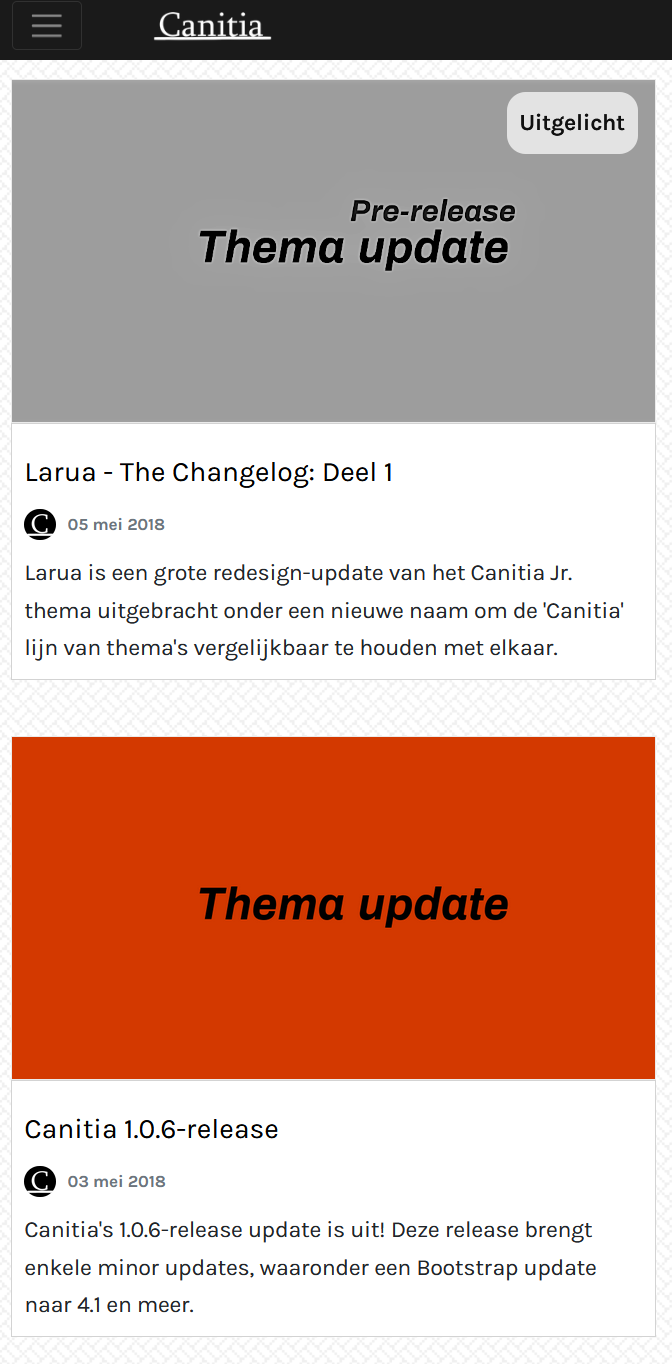 Canitia
Uitgelicht
Pre-release
Thema update
Larua - The Changelog: Deel 1
C
05 mei 2018
Larua is een grote redesign-update van het Canitia Jr.
thema uitgebracht onder een nieuwe naam om de 'Canitia'
lijn van thema's vergelijkbaar te houden met elkaar.
Thema update
Canitia 1.0.6-release
C
03 mei 2018
Canitia's 1.0.6-release update is uit! Deze release brengt
enkele minor updates, waaronder een Bootstrap update
naar 4.1 en meer.